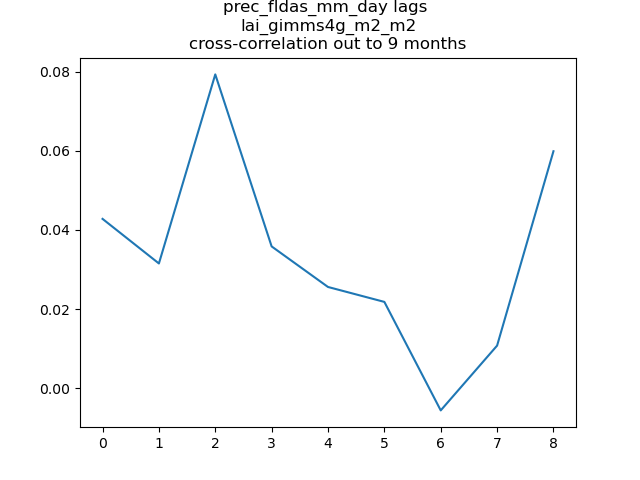 prec_fldas_mm_day lags
lai_gimms4g_m2_m2
cross-correlation out to 9 months
0.08
0.06
0.04
0.02
0.00
0 1 2 3 4 5 6 7 8